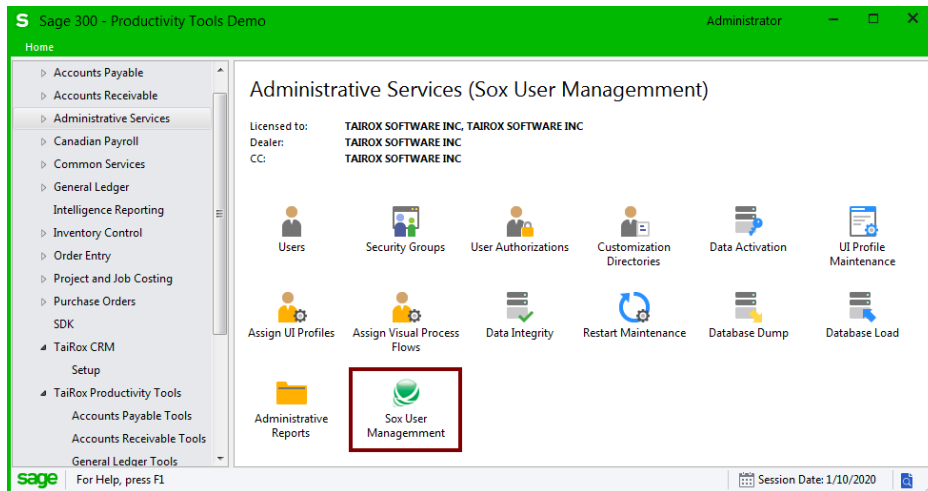 S Sage 300 - Productivity Tools Demo
Administrator
Home
Accounts Payable
Accounts Receivable
Administrative Services
Canadian Payroll
Common Services
General Ledger
Intelligence Reporting
Inventory Control
Order Entry
Project and Job Costing
Purchase Orders
SDK
TaiRox CRM
Setup
TaiRox Productivity Tools
Accounts Payable Tools
Accounts Receivable Tools
General Ledger Tools
Administrative Services (Sox User Managemment)
Licensed to: TAIROX SOFTWARE INC, TAIROX SOFTWARE INC
Dealer: TAIROX SOFTWARE INC
CC: TAIROX SOFTWARE INC
Users
Security Groups
User Authorizations
Customization
Directories
Data Activation
UI Profile
Maintenance
Assign UI Profiles
Assign Visual Process
Flows
Data Integrity
Restart Maintenance
Database Dump
Database Load
Administrative
Reports
Sox User
Managemment
sage For Help, press F1
Session Date: 1/10/2020